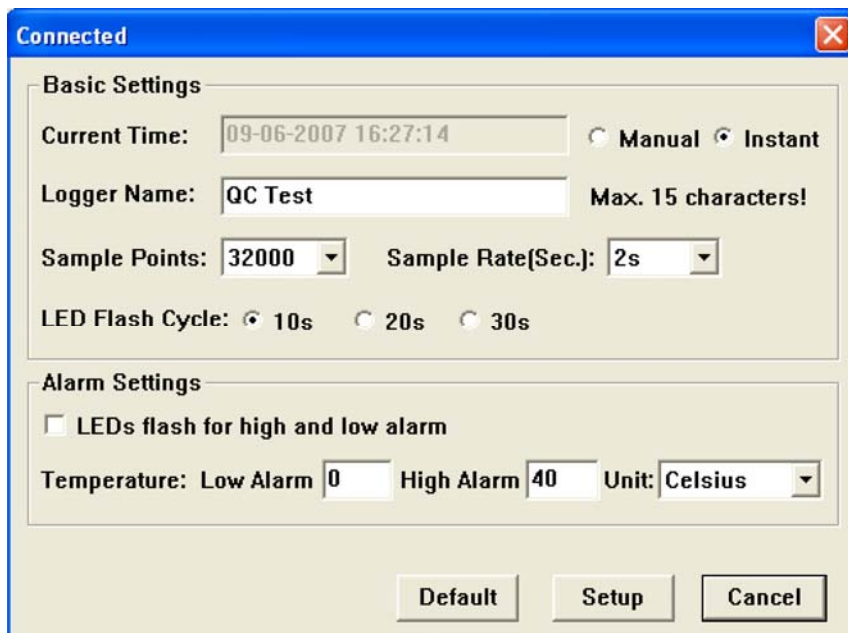 Connected
Basic Settings
Current Time: 09-06-2007 16:27:14 Manual Instant
Logger Name: QC Test Max. 15 characters!
Sample Points: 32000 Sample Rate(Sec.): 2s
LED Flash Cycle: 10s 20s 30s
Alarm Settings
LEDs flash for high and low alarm
Temperature: Low Alarm 0 High Alarm 40 Unit: Celsius
Default Setup Cancel